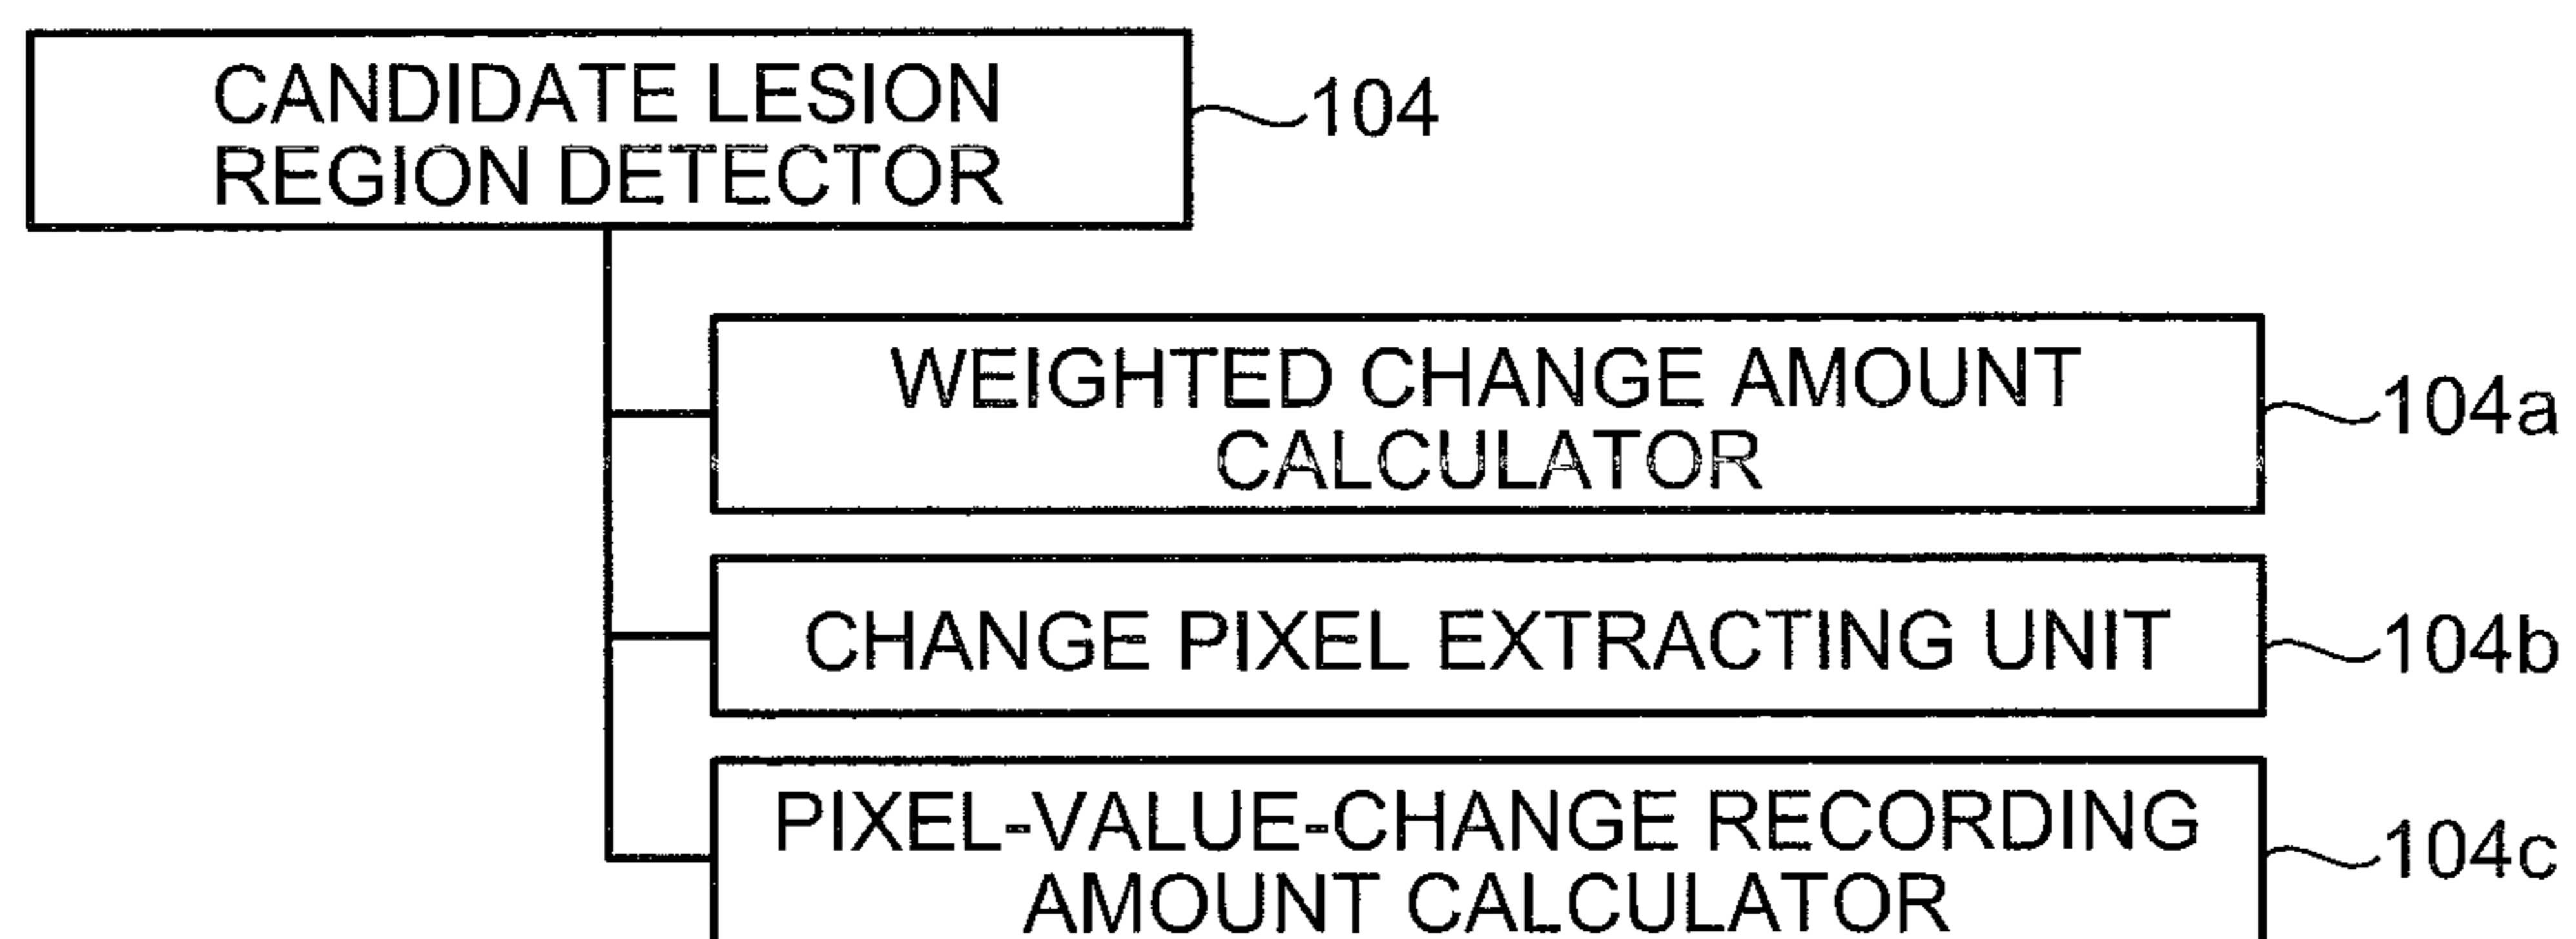 CANDIDATE LESION
REGION DETECTOR
104
WEIGHTED CHANGE AMOUNT
CALCULATOR
104a
CHANGE PIXEL EXTRACTING UNIT
104b
PIXEL-VALUE-CHANGE RECORDING
AMOUNT CALCULATOR
104c